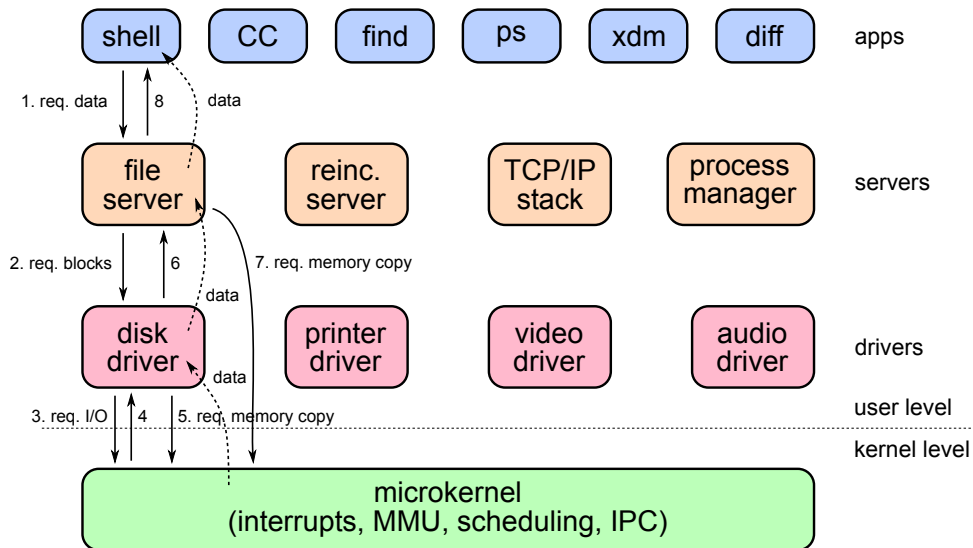 shell
CC
find
ps
xdm
diff
apps
1. req. data
8
data
file
server
reinc.
server
TCP/IP
stack
process
manager
servers
2. req. blocks
6
7. req. memory copy
data
disk
driver
printer
driver
video
driver
audio
driver
drivers
data
3. req. I/O
4
5. req. memory copy
user level
kernel level
microkernel
(interrupts, MMU, scheduling, IPC)